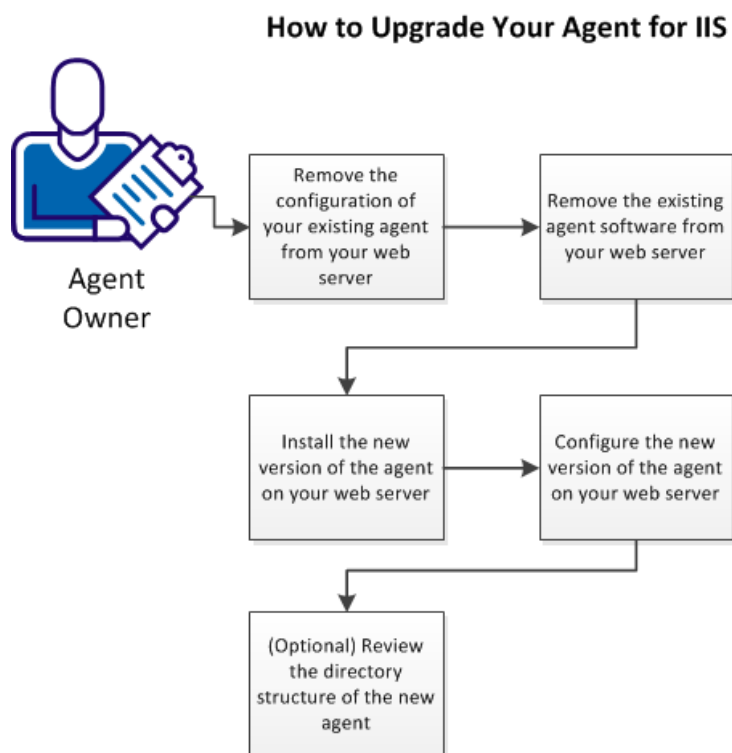 How to Upgrade Your Agent for IIS
Agent
Owner
Remove the
configuration of
your existing agent
from your web
server
Remove the existing
agent software from
your web server
Install the new
version of the agent
on your web server
Configure the new
version of the agent
on your web server
(Optional) Review
the directory
structure of the new
agent